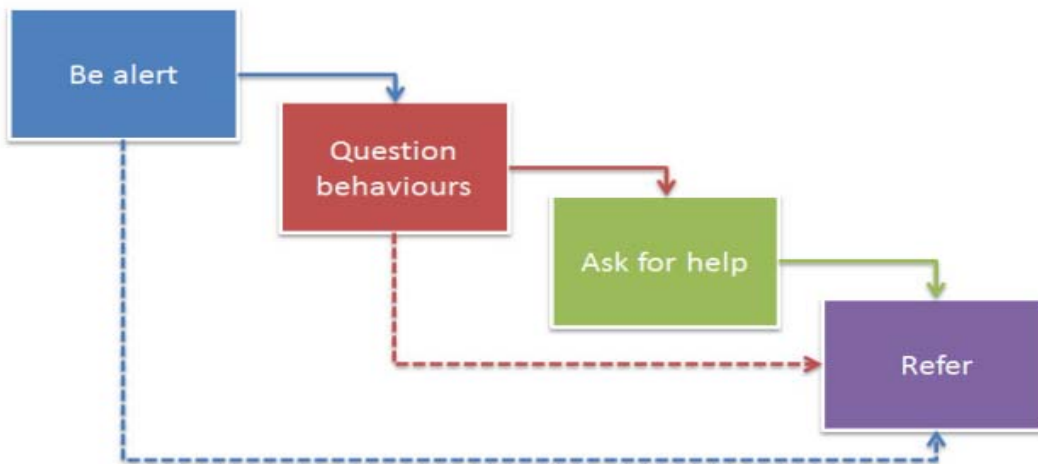 Be alert
Question
behaviours
Ask for help
Refer